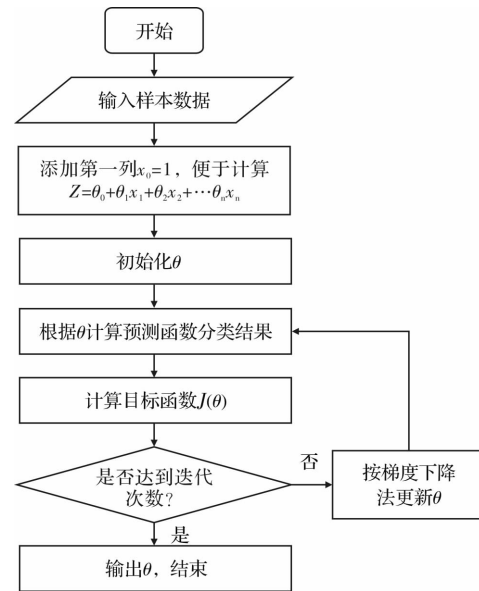 开始
输入样本数据
添加第一列x₀=1，便于计算
Z=θ₀+θ₁x₁+θ₂x₂+⋯θₙxₙ
初始化θ
根据θ计算预测函数分类结果
计算目标函数J(θ)
是否达到迭代
次数？
否
按梯度下降
法更新θ
是
输出θ，结束